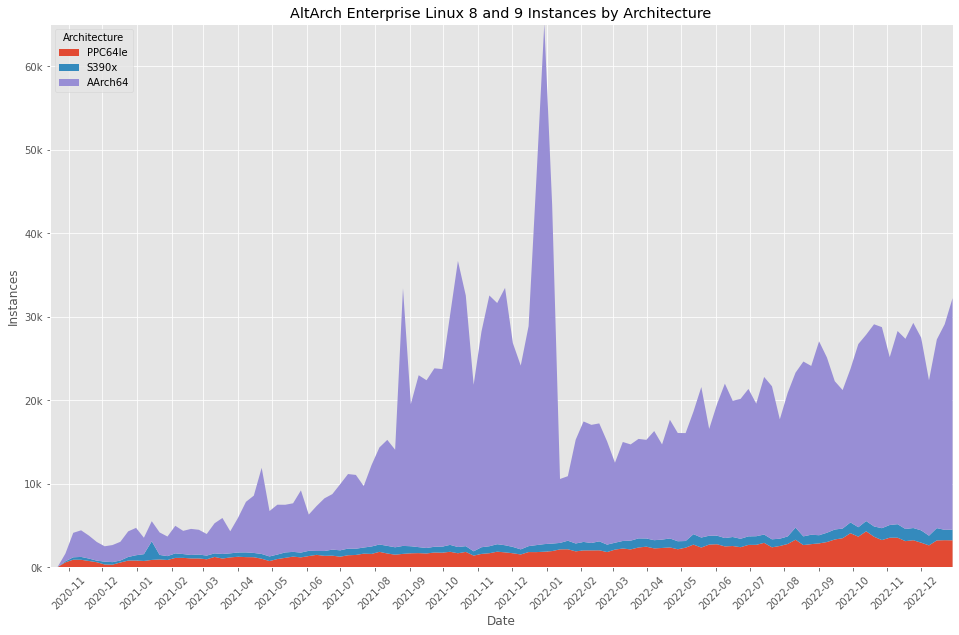 AltArch Enterprise Linux 8 and 9 Instances by Architecture
Architecture
PPC64le
S390x
AArch64
60k
50k
40k
30k
20k
10k
0k
Instances
2020-11
2020-12
2021-01
2021-02
2021-03
2021-04
2021-05
2021-06
2021-07
2021-08
2021-09
2021-10
2021-11
2021-12
2022-01
2022-02
2022-03
2022-04
2022-05
2022-06
2022-07
2022-08
2022-09
2022-10
2022-11
2022-12
Date